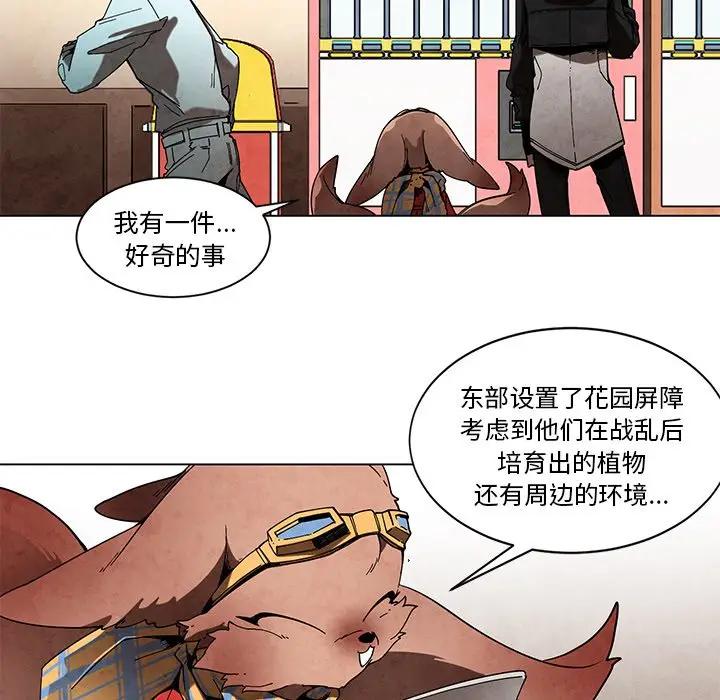 我有一件...
好奇的事
东部设置了花园屏障
考虑到他们在战乱后
培育出的植物
还有周边的环境...